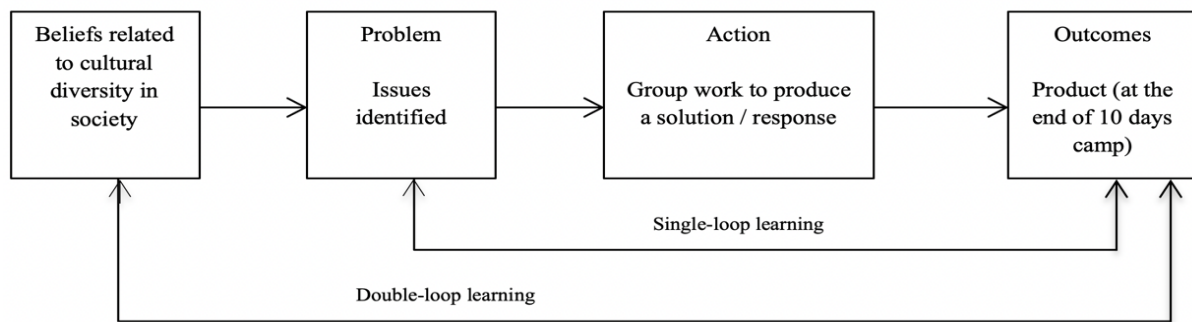 Beliefs related
to cultural
diversity in
society
Problem
Issues
identified
Action
Group work to produce
a solution / response
Outcomes
Product (at the
end of 10 days
camp)
Single-loop learning
Double-loop learning